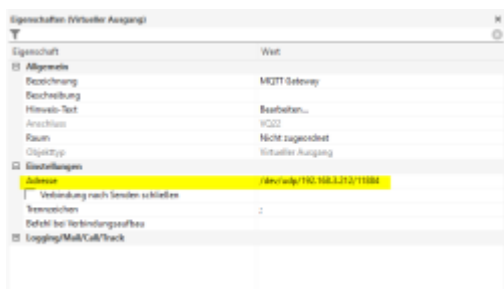 Eigenschaften (Virtueller Ausgang)
Eigenschaft Wert
Allgemein
Bezeichnung MQTT Gateway
Beschreibung
Hinweis-Text Bearbeiten...
Anschluss VQ22
Raum Nicht zugeordnet
Objekttyp Virtueller Ausgang
Einstellungen
Adresse /dev/udp/192.168.3.212/11884
Verbindung nach Senden schließen
Trennzeichen ;
Befehl bei Verbindungsaufbau
Logging/Mail/Call/Track